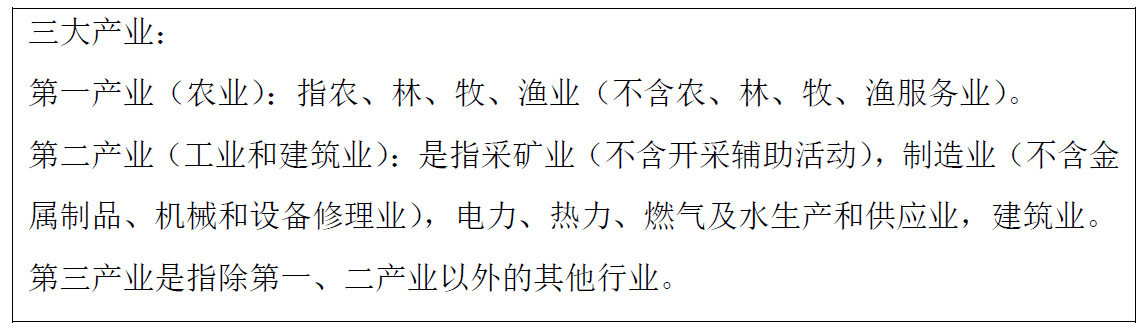 三大产业：
第一产业（农业）：指农、林、牧、渔业（不含农、林、牧、渔服务业）。
第二产业（工业和建筑业）：是指采矿业（不含开采辅助活动），制造业（不含金
属制品、机械和设备修理业），电力、热力、燃气及水生产和供应业，建筑业。
第三产业是指除第一、二产业以外的其他行业。